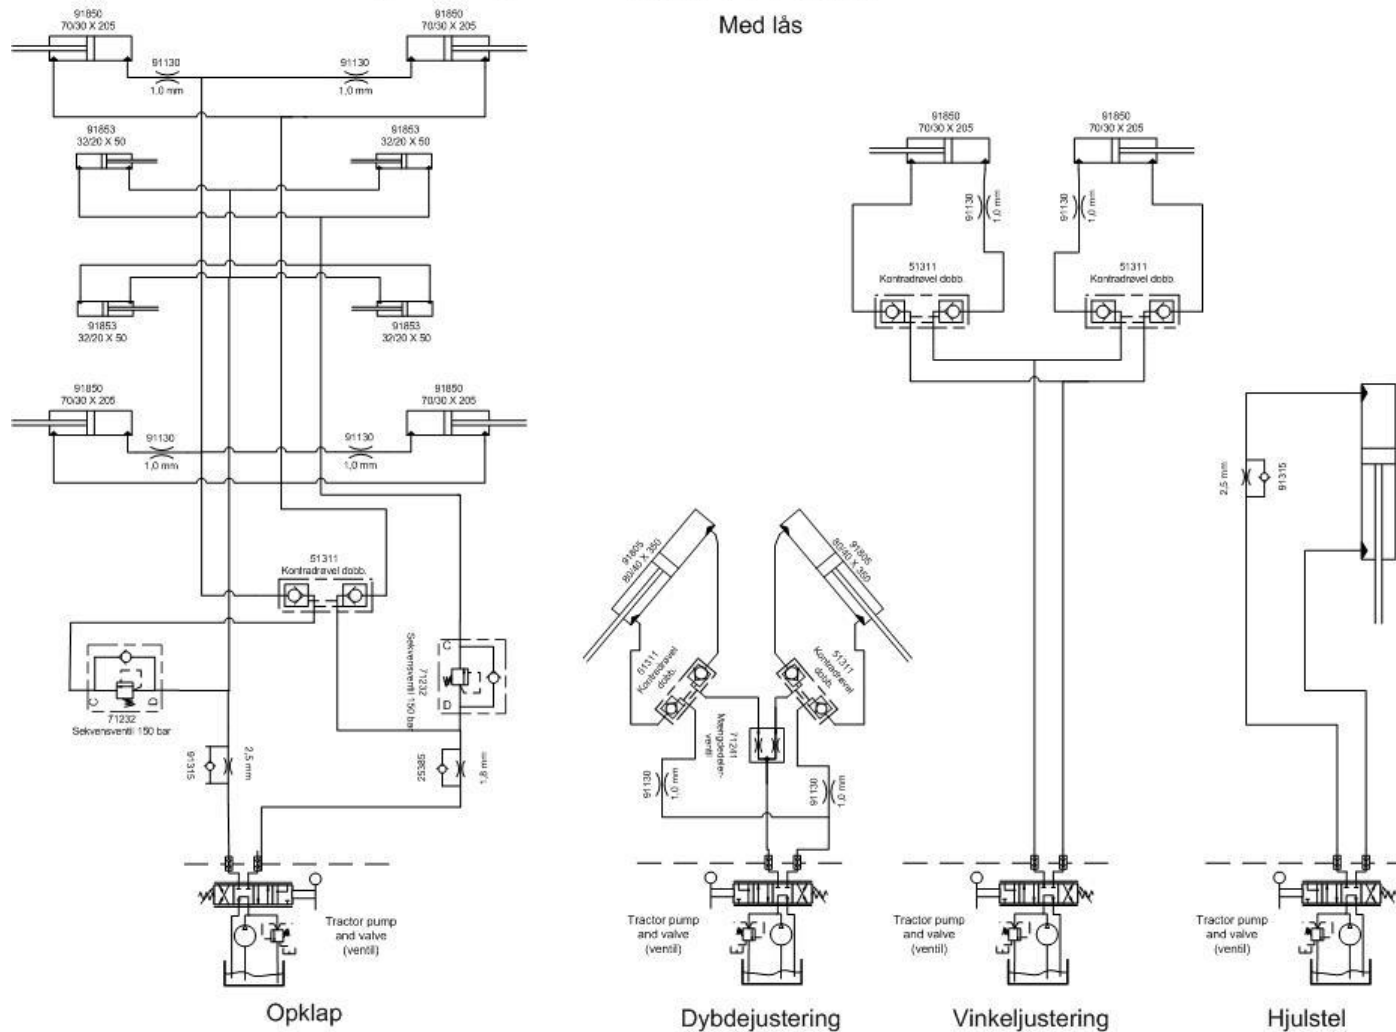 Med lås
91850
70/30 X 205
91850
70/30 X 205
91130
1,0 mm
91130
1,0 mm
91853
32/20 X 50
91853
32/20 X 50
91853
32/20 X 50
91853
32/20 X 50
91850
70/30 X 205
91850
70/30 X 205
91130
1,0 mm
91130
1,0 mm
51311
Kontradrøvel dobb.
C
D
71232
Sekvensventil 150 bar
C
D
71232
Sekvensventil 150 bar
91315
2,5 mm
25385
1,8 mm
Tractor pump
and valve
(ventil)
Opklap
91805
80/40 X 350
91805
80/40 X 350
51311
Kontradrøvel
dobb.
51311
Kontradrøvel
dobb.
71241
Mængdedeler-
ventil
91130
1,0 mm
91130
1,0 mm
Tractor pump
and valve
(ventil)
Dybdejustering
91850
70/30 X 205
91850
70/30 X 205
91130
1,0 mm
91130
1,0 mm
51311
Kontradrøvel dobb.
51311
Kontradrøvel dobb.
Tractor pump
and valve
(ventil)
Vinkeljustering
2,5 mm
91315
Tractor pump
and valve
(ventil)
Hjulstel